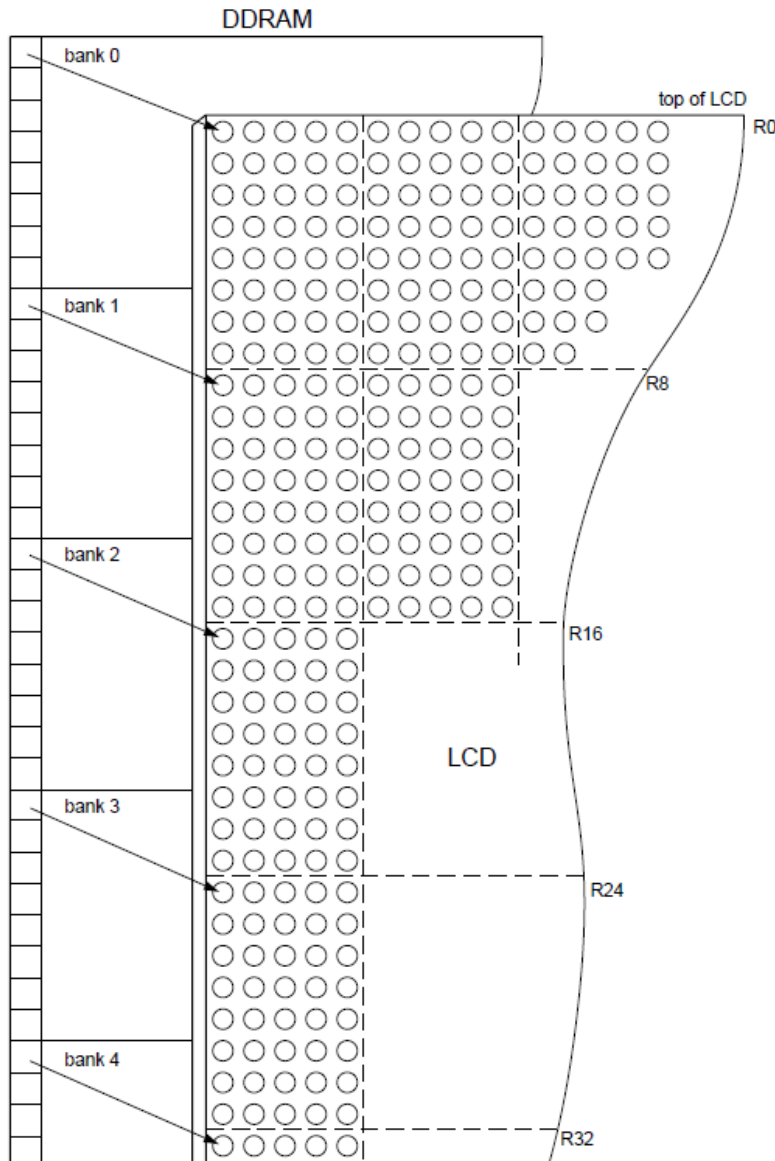 DDRAM
bank 0
top of LCD
R0
bank 1
R8
bank 2
R16
LCD
bank 3
R24
bank 4
R32